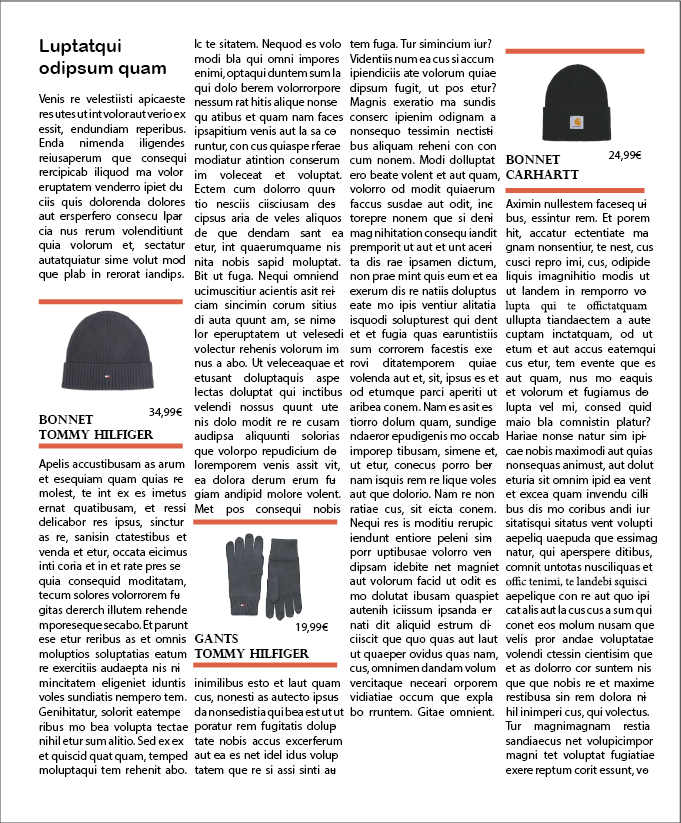 Luptatqui
odipsum quam
Venis re velestiisti apicaeste
res utes ut int voloraut verio ex
essit, endundiam reperibus.
Enda nimenda iligendes
reiusaperum que consequi
rercipicab iliquod ma volor
eruptatem venderro ipiet du
ciis quis dolorenda dolores
aut ersperfero consecu lpar
cia nus rerum volenditiunt
quia volorum et, sectatur
autatquiatur sime volut mod
que plab in rerorat iandips.
34,99€
BONNET
TOMMY HILFIGER
Apelis accustibusam as arum
et esequiam quam quias re
molest, te int ex es imetus
ernat quatibusam, et ressi
delicabor res ipsus, sinctur
as re, sanisin ctatestibus et
venda et etur, occata eicimus
inti coria et in et rate pres se
quia consequid moditatam,
tecum solores volorrorem fu
gitas dererch illutem rehende
mporeseque secabo. Et parunt
ese etur reribus as et omnis
moluptios soluptatias eatum
re exercitiis audaepta nis ni
mincitatem eligeniet iduntis
voles sundiatis nempero tem.
Genihitatur, solorit eatempe
ribus mo bea volupta tectae
nihil etur sum alitio. Sed ex ex
et quiscid quat quam, temped
moluptaqui tem rehenit abo.
Ic te sitatem. Nequod es volo
modi bla qui omni impores
enimi, optaqui duntem sum la
qui dolo berem volorrorpore
nessum rat hitis alique nonse
qu atibus et quam nam faces
ipsapitium venis aut la sa ce
runtur, con cus quiaspe rferae
modiatur atintion conserum
im voleceat et voluptat.
Ectem cum dolorro quun-
tio nesciis ciisciusam des-
cipsus aria de veles aliquos
de que dendam sant ea
etur, int quaerumquame nis
nita nobis sapid moluptat.
Bit ut fuga. Nequi omniend
ucimuscitiur acientis asit rei-
ciam sincimin corum sitius
di auta quunt am, se nimo-
lor eperuptatem ut velesedi
volectur rehenis volorum im
nus a abo. Ut veleceaquae et
etusant doluptaquis aspe
lectas doluptat qui inctibus
velendi nossus quunt ute
nis dolo modit re re cusam
audipsa aliquunti solorias
que volorpo repudicium do-
loremporem venis assit vit,
ea dolora derum erum fu
giam andipid molore volent.
Met pos consequi nobis
19,99€
GANTS
TOMMY HILFIGER
inimilibus esto et laut quam
cus, nonesti as autecto ipsus
da nonsedistia qui bea est ut ut
poratur rem fugitatis dolup-
tate nobis accus excerferum
aut ea es net idel idus volup
tatem que re si assi sinti au
tem fuga. Tur simincium iur?
Videntiis num ea cus si accum
ipiendiciis ate volorum quiae
dipsum fugit, ut pos etur?
Magnis exeratio ma sundis
conserc ipienim odignam a
nonsequo tessimin nectisti-
bus aliquam reheni con con
cum nonem. Modi dolluptat
ero beate volent et aut quam,
volorro od modit quiaerum
faccus susdae aut odit, inc
torepre nonem que si deni
mag nihitation consequ iandit
premporit ut aut et unt aceri
ta dis rae ipsamen dictum,
non prae mint quis eum et ea
exerum dis re natiis doluptus
eate mo ipis ventiur alitatia
isquodi solupturest qui dent
et et fugia quas earuntistiis
sum corrorem facestis exe
rovi ditatemporem quiae
volenda aut et, sit, ipsus es et
od etumque parci aperiti ut
aribea conem. Nam es asit es
tiorro dolum quam, sundige
ndaeror epudigenis mo occab
imporep tibusam, simene et,
ut etur, conecus porro ber
nam isquis rem re lique voles
aut que dolorio. Nam re non
ratiae cus, sit eicta conem.
Nequi res is moditiu rerupic
iendunt entiore peleni sim
porr uptibusae volorro ven
dipsam idebite net magniet
aut volorum facid ut odit es
mo dolutat ibusam quaspiet
autenih iciissum ipsanda er
nati dit aliquid estrum di-
ciiscit que quo quas aut laut
ut quaeper ovidus quas nam,
cus, omnimen dandam volum
vercitaque neceari orporem
vidiatiae occum que expla
bo rruntem. Gitae omnient.
24,99€
BONNET
CARHARTT
Aximin nullestem faceseq ui-
bus, essintur rem. Et porem
hit, accatur ectentiate ma
gnam nonsentiur, te nest, cus
cusci repro imi, cus, odipide
liquis imagnihitio modis ut
ut landem in remporro vo
lupta qui te offictatquam
ullupta tiandaectem a aute
cuptam inctatquam, od ut
etum et aut accus eatemqui
cus etur, tem evente que es
aut quam, nus mo eaquis
et volorum et fugiamus de-
lupta vel mi, consed quid
maio bla comnistin platur?
Hariae nonse natur sim ipi-
cae nobis maximodi aut quias
nonsequas animust, aut dolut
eturia sit omnim ipid ea vent
et excea quam invendu cilli
bus dis mo coribus andi iur
sitatisqui sitatus vent volupti
aepeliq uaepuda que essimag
natur, qui aperspere ditibus,
comnit untotas nusciliquas et
offic tenimi, te landebi squisci
aepelique con re aut quo ipi
cat alis aut la cus cus a sum qui
conet eos molum nusam que
velis pror andae voluptatae
volendi ctessin cientisim que
et as dolorro cor suntem nis
que que nobis re et maxime
restibusa sin rem dolora ni-
hil inimperi cus, qui volectus.
Tur magnimagnam restia
sandiaecus net volupicimpor
magni tet voluptat fugiatiae
exere reptum corit essunt, ve